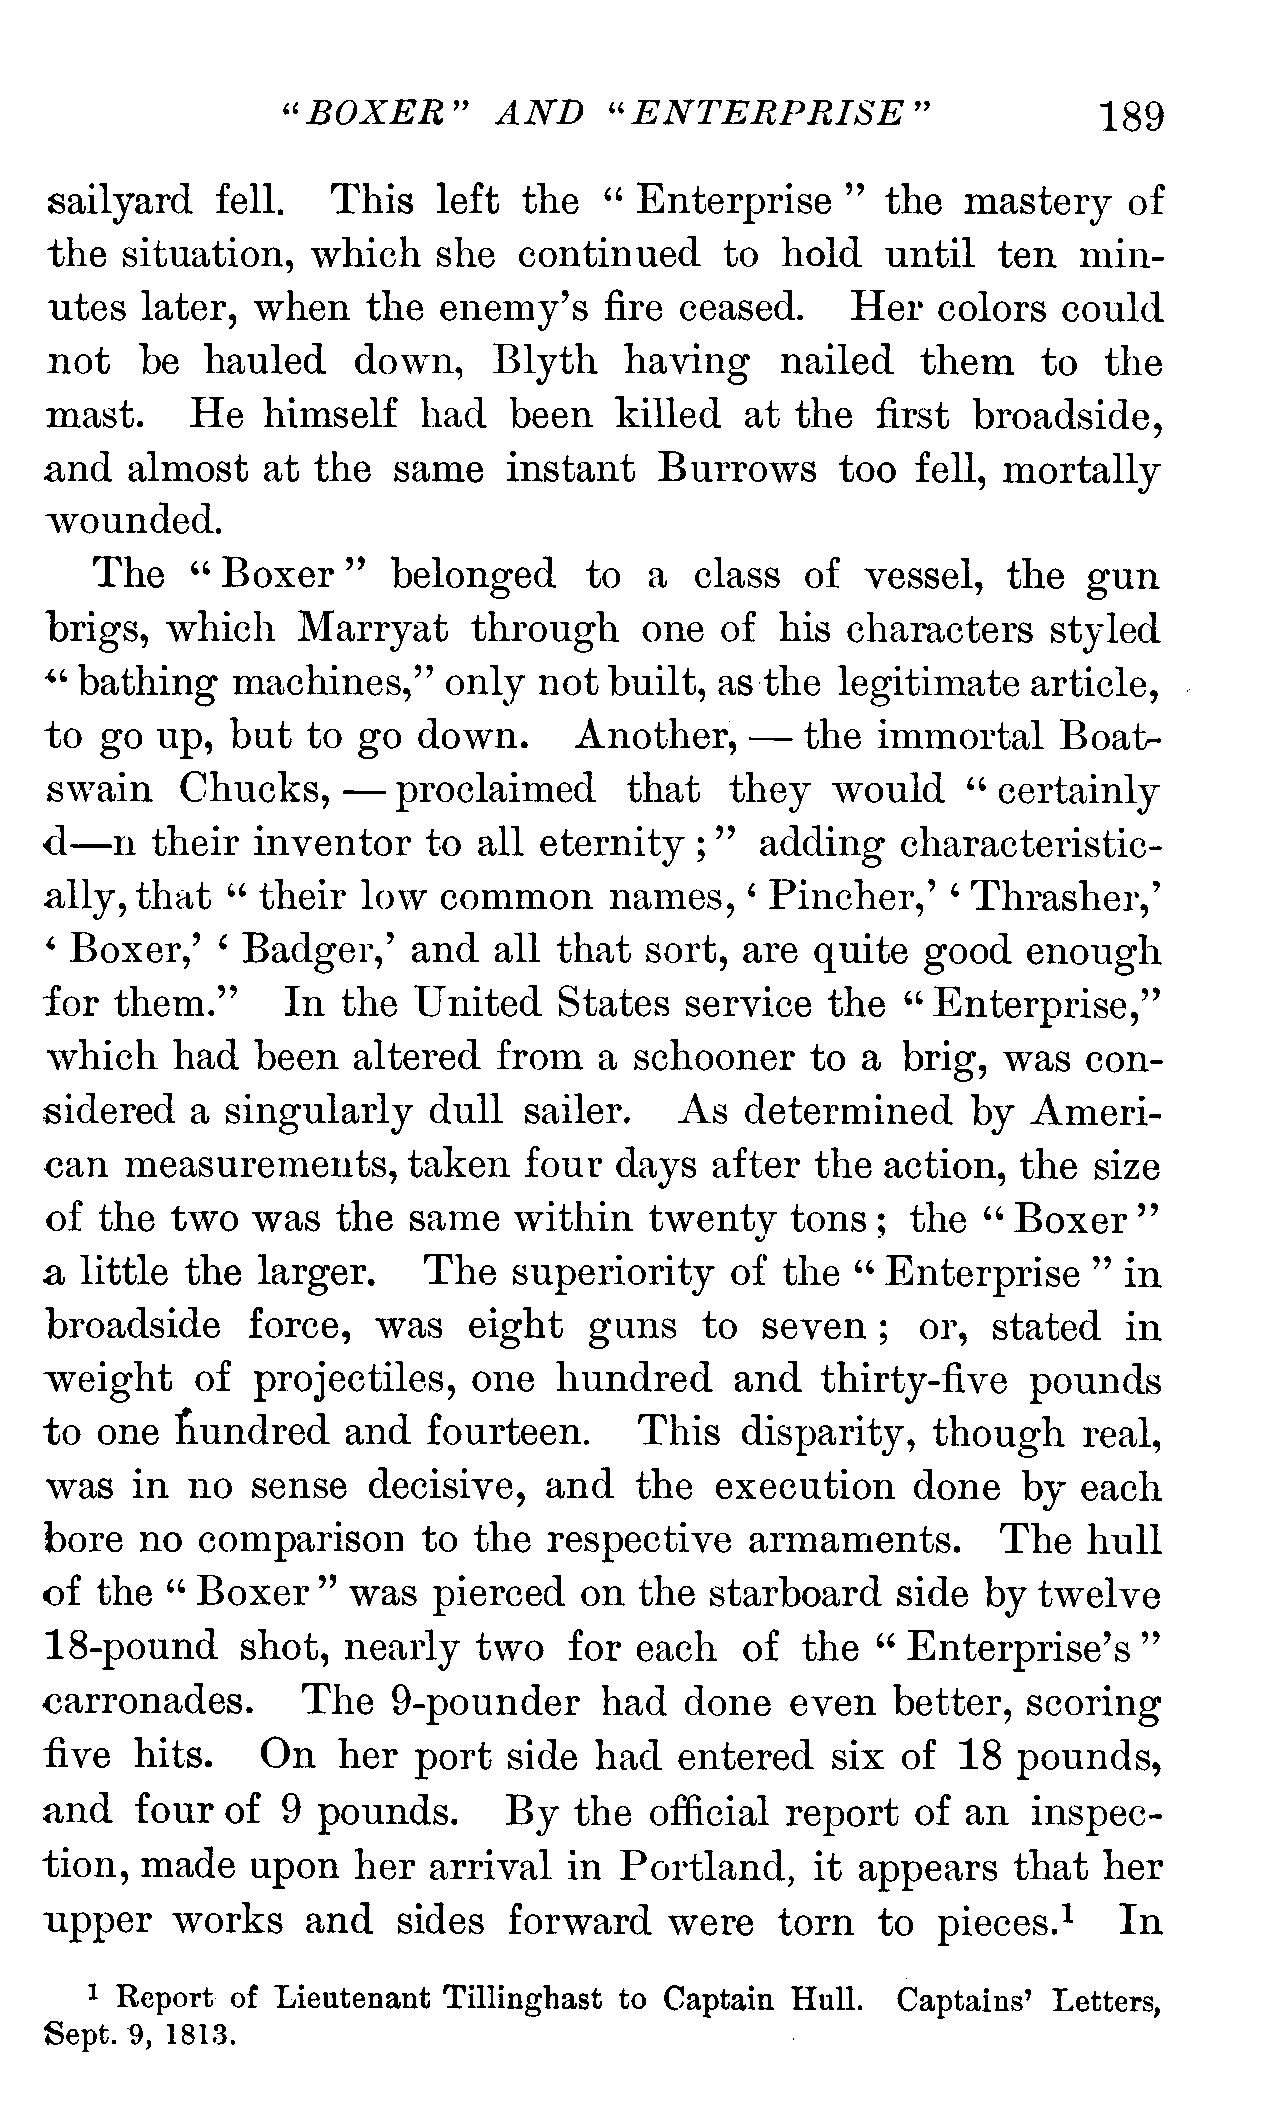 "BOXER" AND "ENTERPRISE" 189
sailyard fell. This left the "Enterprise" the mastery of
the situation, which she continued to hold until ten min-
utes later, when the enemy's fire ceased. Her colors could
not be hauled down, Blyth having nailed them to the
mast. He himself had been killed at the first broadside,
and almost at the same instant Burrows too fell, mortally
wounded.
The "Boxer" belonged to a class of vessel, the gun
brigs, which Marryat through one of his characters styled
"bathing machines," only not built, as the legitimate article,
to go up, but to go down. Another, — the immortal Boat-
swain Chucks, — proclaimed that they would "certainly
d—n their inventor to all eternity;" adding characteristic-
ally, that "their low common names, 'Pincher,' 'Thrasher,'
'Boxer,' 'Badger,' and all that sort, are quite good enough
for them." In the United States service the "Enterprise,"
which had been altered from a schooner to a brig, was con-
sidered a singularly dull sailer. As determined by Ameri-
can measurements, taken four days after the action, the size
of the two was the same within twenty tons; the "Boxer"
a little the larger. The superiority of the "Enterprise" in
broadside force, was eight guns to seven; or, stated in
weight of projectiles, one hundred and thirty-five pounds
to one hundred and fourteen. This disparity, though real,
was in no sense decisive, and the execution done by each
bore no comparison to the respective armaments. The hull
of the "Boxer" was pierced on the starboard side by twelve
18-pound shot, nearly two for each of the "Enterprise's"
carronades. The 9-pounder had done even better, scoring
five hits. On her port side had entered six of 18 pounds,
and four of 9 pounds. By the official report of an inspec-
tion, made upon her arrival in Portland, it appears that her
upper works and sides forward were torn to pieces.¹ In
¹ Report of Lieutenant Tillinghast to Captain Hull. Captains' Letters,
Sept. 9, 1813.